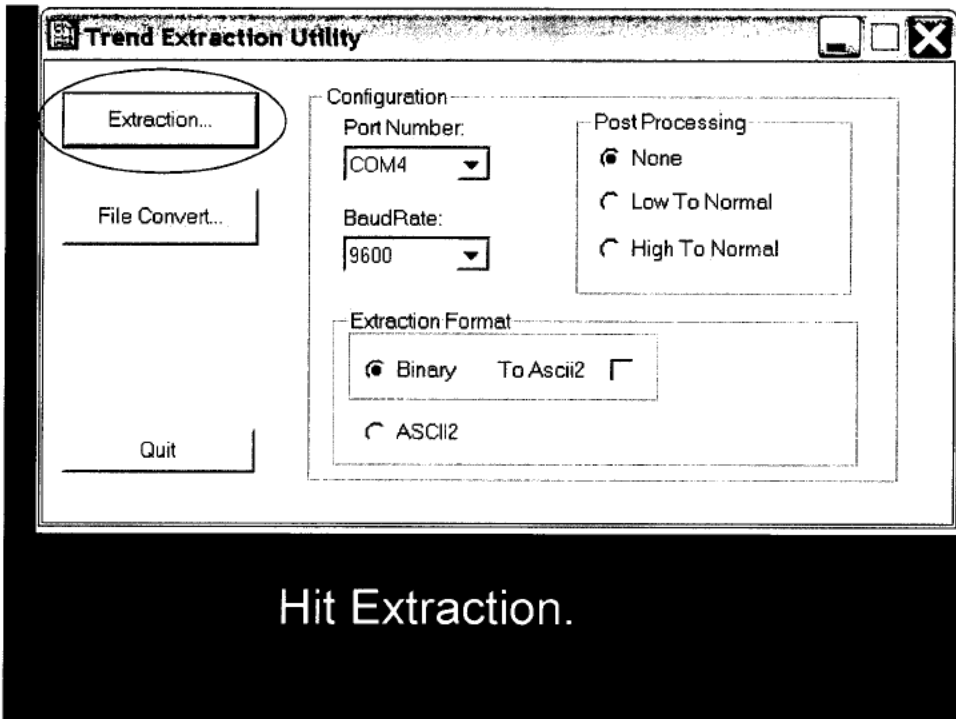 Trend Extraction Utility
Extraction...
File Convert...
Quit
Configuration
Port Number:
COM4
BaudRate:
9600
Post Processing
None
Low To Normal
High To Normal
Extraction Format
Binary To Ascii2
ASCII2
Hit Extraction.